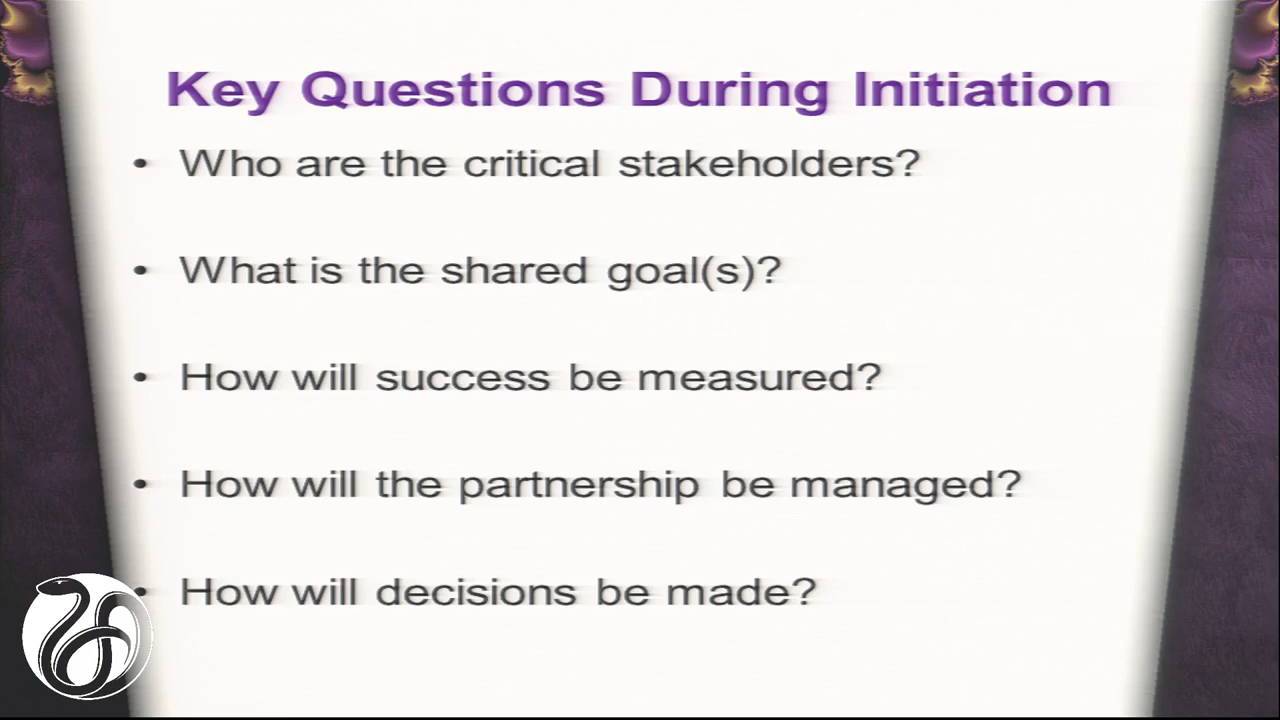 Key Questions During Initiation
• Who are the critical stakeholders?
• What is the shared goal(s)?
• How will success be measured?
• How will the partnership be managed?
• How will decisions be made?